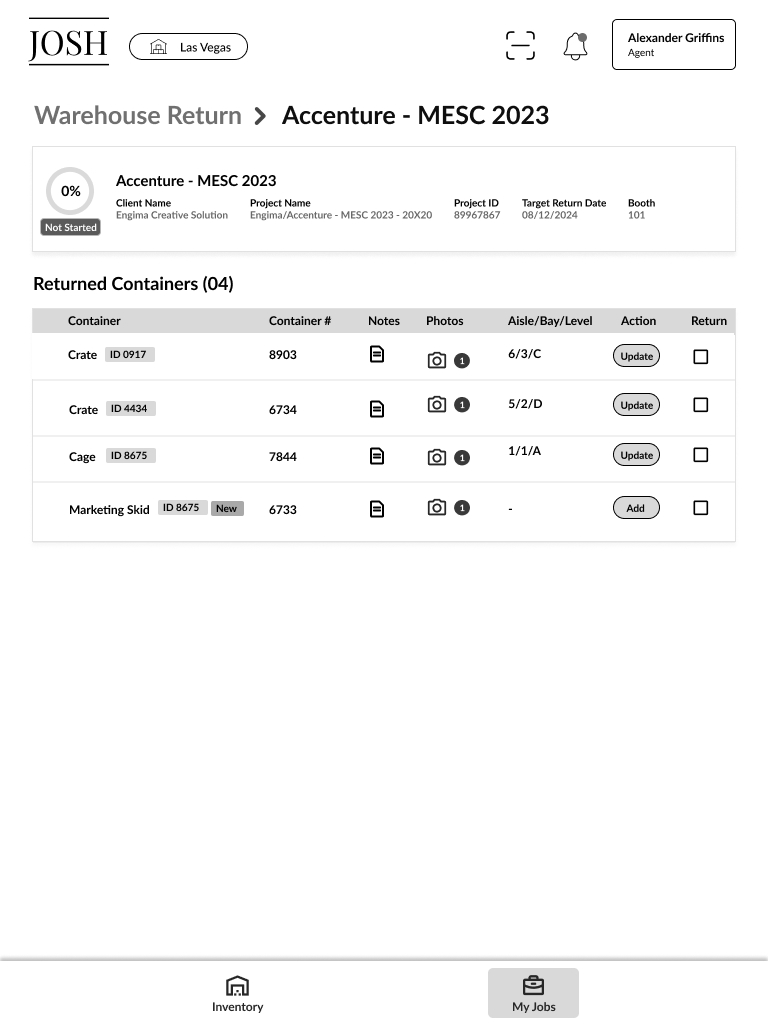 JOSH
Las Vegas
Alexander Griffins
Agent
Warehouse Return > Accenture - MESC 2023
0%
Not Started
Accenture - MESC 2023
Client Name Project Name Project ID Target Return Date Booth
Engima Creative Solution Engima/Accenture - MESC 2023 - 20X20 89967867 08/12/2024 101
Returned Containers (04)
Container Container # Notes Photos Aisle/Bay/Level Action Return
Crate ID 0917 8903 1 6/3/C Update
Crate ID 4434 6734 1 5/2/D Update
Cage ID 8675 7844 1 1/1/A Update
Marketing Skid ID 8675 New 6733 1 - Add
Inventory My Jobs